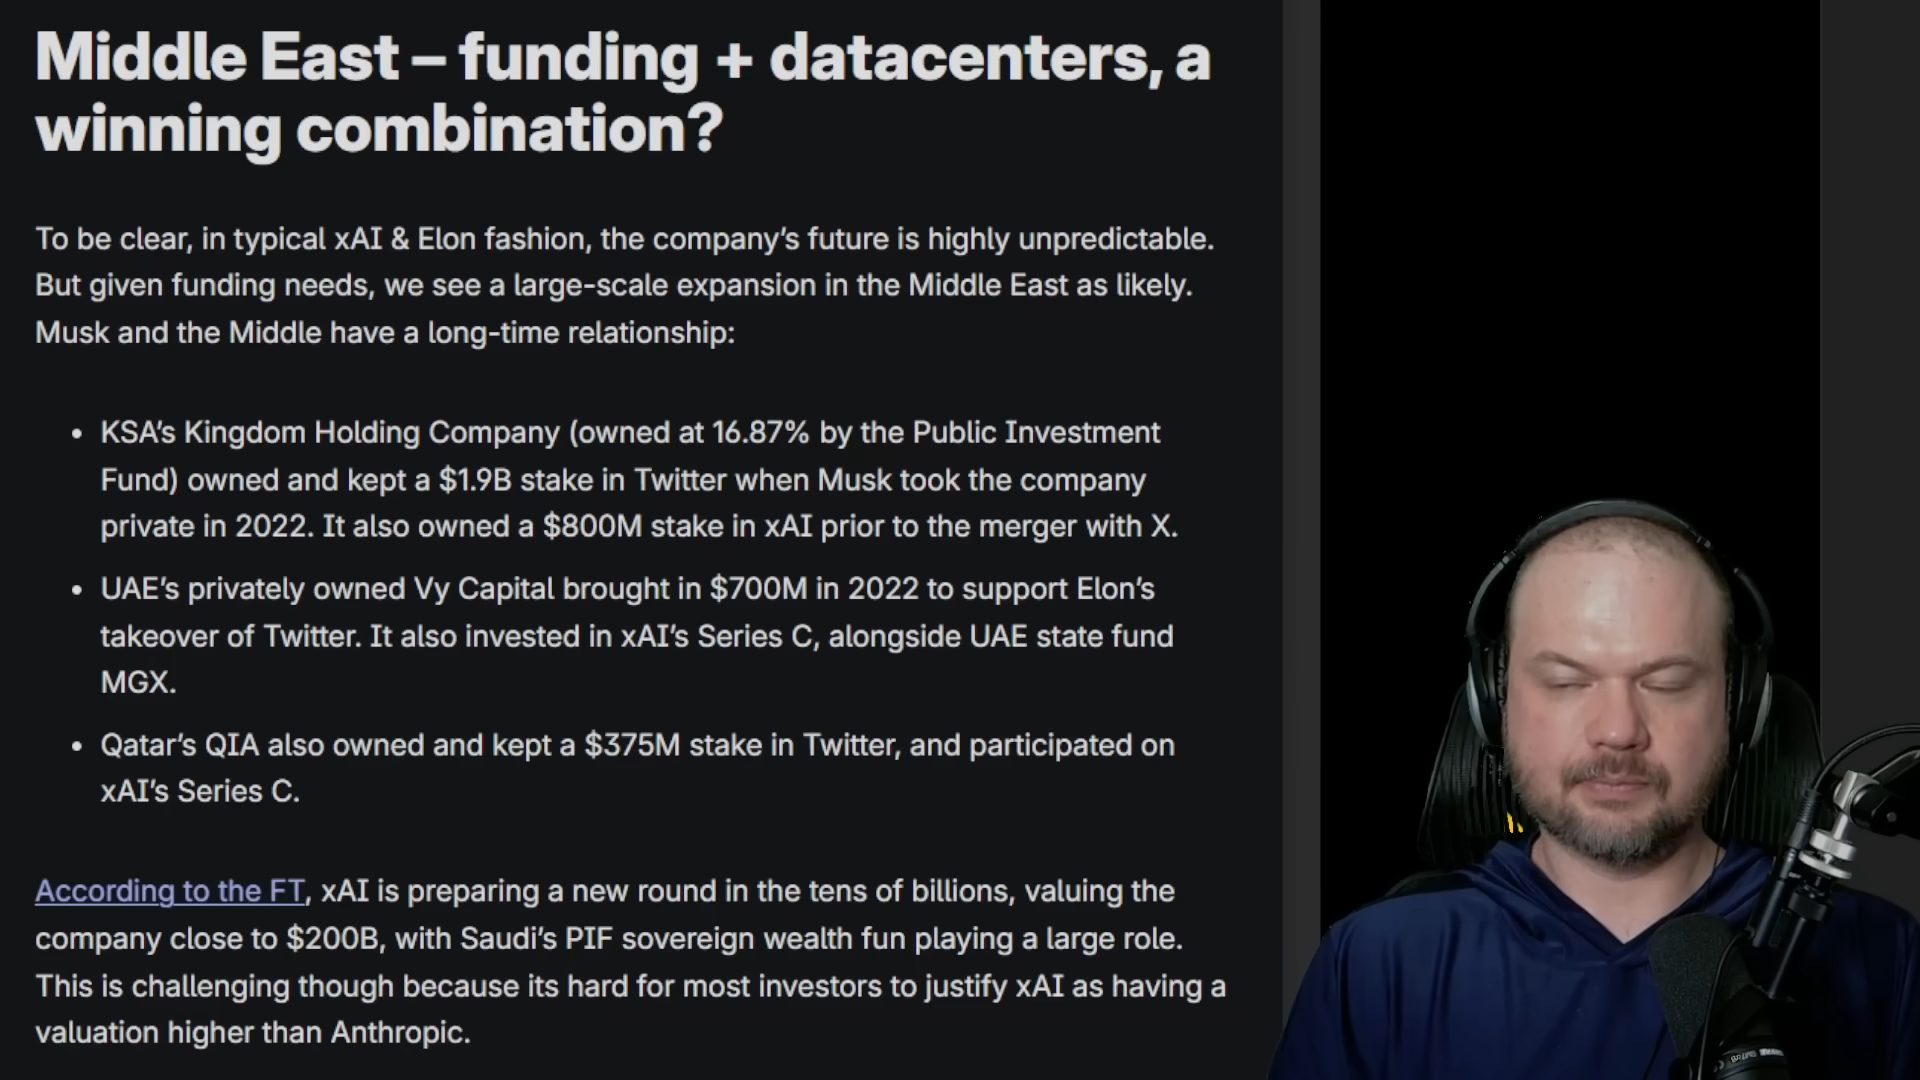 Middle East – funding + datacenters, a
winning combination?
To be clear, in typical xAI & Elon fashion, the company's future is highly unpredictable.
But given funding needs, we see a large-scale expansion in the Middle East as likely.
Musk and the Middle have a long-time relationship:
• KSA's Kingdom Holding Company (owned at 16.87% by the Public Investment
Fund) owned and kept a $1.9B stake in Twitter when Musk took the company
private in 2022. It also owned a $800M stake in xAI prior to the merger with X.
• UAE's privately owned Vy Capital brought in $700M in 2022 to support Elon's
takeover of Twitter. It also invested in xAI's Series C, alongside UAE state fund
MGX.
• Qatar's QIA also owned and kept a $375M stake in Twitter, and participated on
xAI's Series C.
According to the FT, xAI is preparing a new round in the tens of billions, valuing the
company close to $200B, with Saudi's PIF sovereign wealth fun playing a large role.
This is challenging though because its hard for most investors to justify xAI as having a
valuation higher than Anthropic.